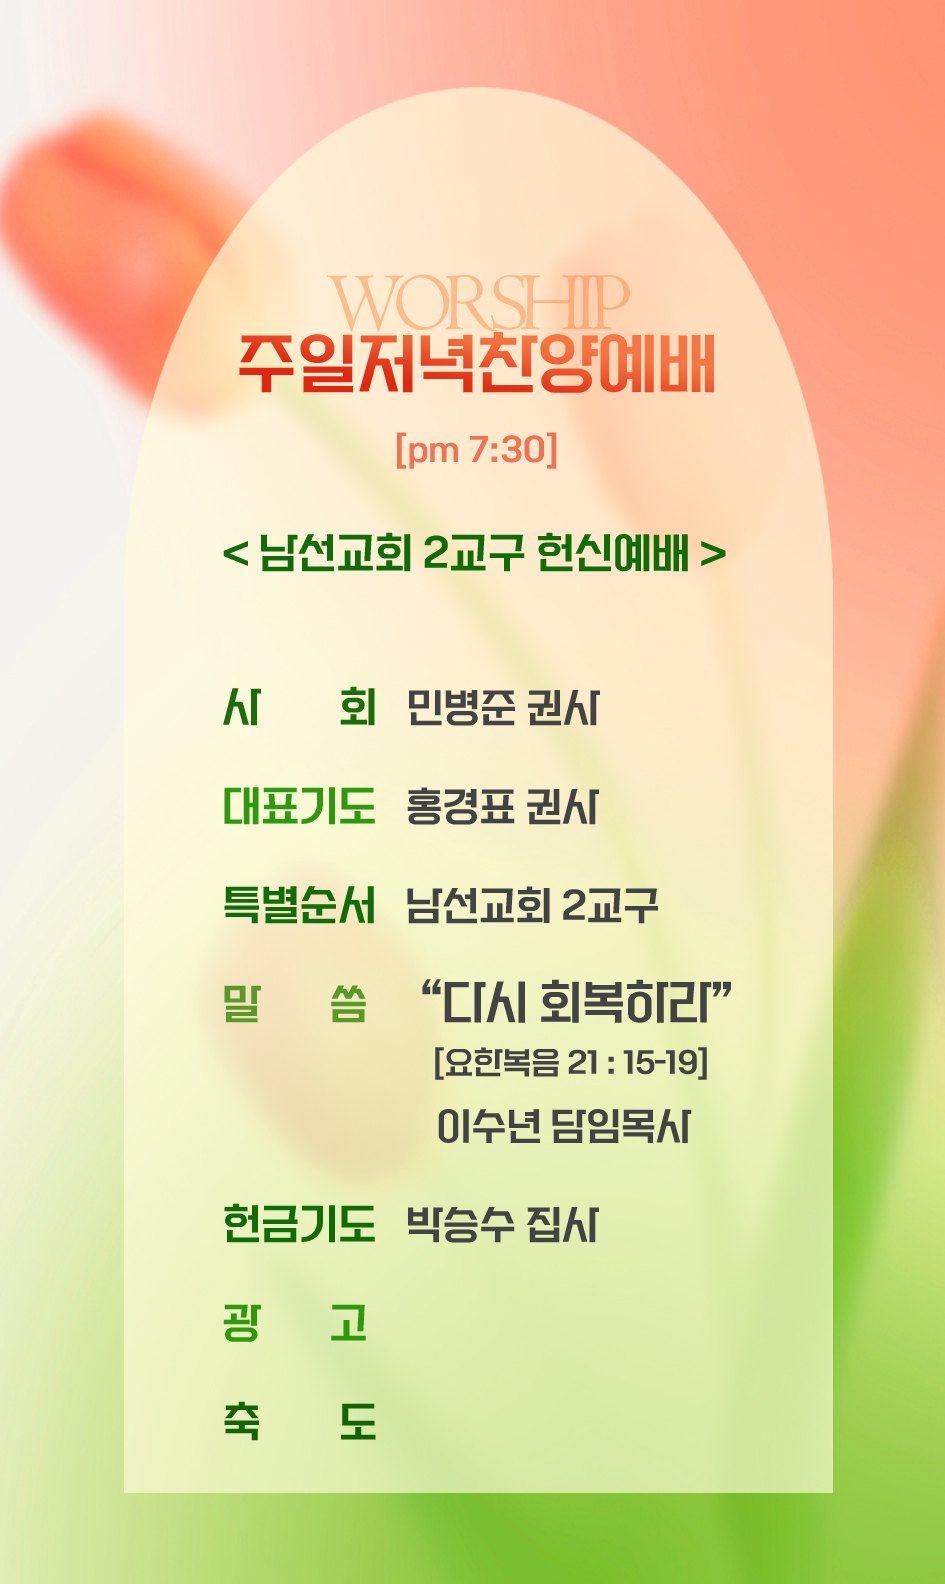 WORSHIP
주일저녁찬양예배
[pm 7:30]
< 남선교회 2교구 헌신예배 >
사 회 민병준 권사
대표기도 홍경표 권사
특별순서 남선교회 2교구
말 씀 “다시 회복하라”
[요한복음 21 : 15-19]
이수년 담임목사
헌금기도 박승수 집사
광 고
축 도